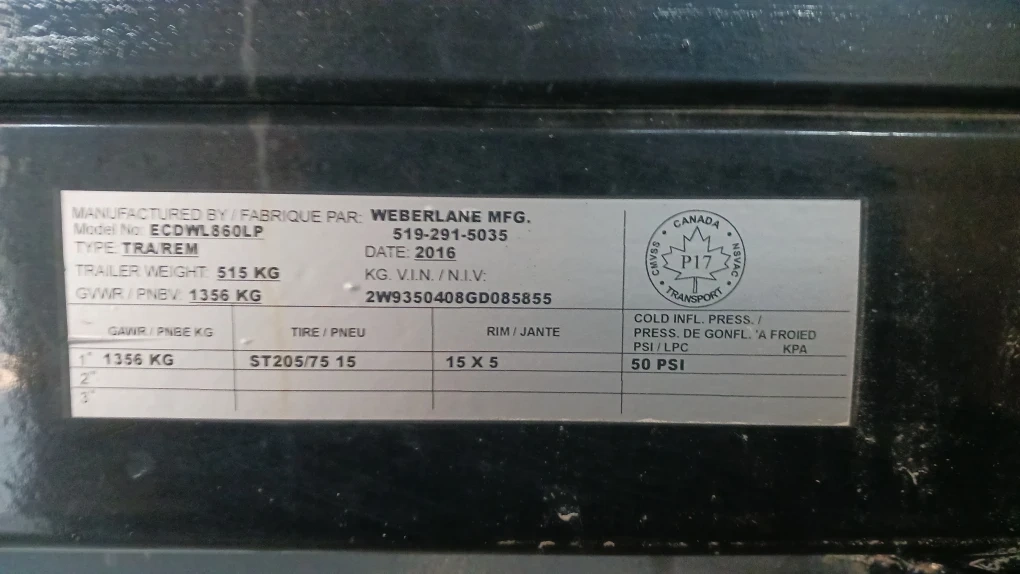 MANUFACTURED BY / FABRIQUE PAR: WEBERLANE MFG.
Model No: ECDWL860LP 519-291-5035
TYPE: TRA/REM DATE: 2016
TRAILER WEIGHT: 515 KG KG. V.I.N. / N.I.V:
GVWR / PNBV: 1356 KG 2W9350408GD085855
CANADA
CMVSS NSVAC
P17
TRANSPORT
GAWR / PNBE KG TIRE / PNEU RIM / JANTE COLD INFL. PRESS. /
PRESS. DE GONFL. 'A FROIED
PSI / LPC KPA
1" 1356 KG ST205/75 15 15 X 5 50 PSI
2"
3"